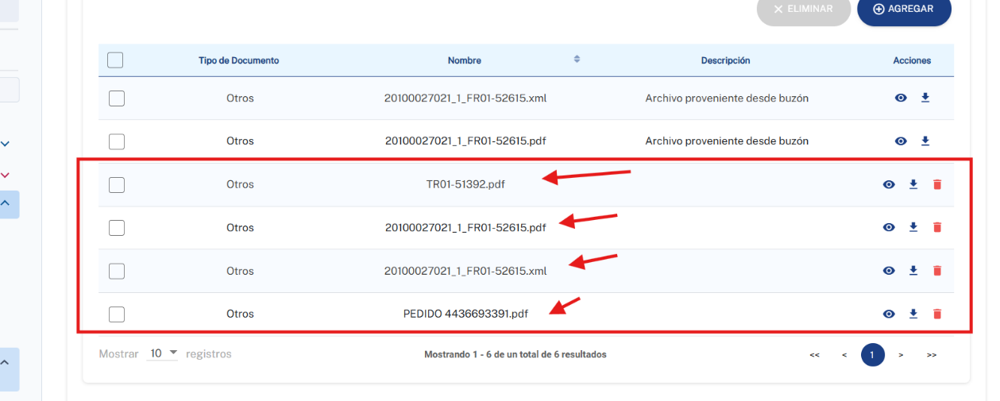 ELIMINAR AGREGAR
Tipo de Documento Nombre Descripción Acciones
Otros 20100027021_1_FR01-52615.xml Archivo proveniente desde buzón
Otros 20100027021_1_FR01-52615.pdf Archivo proveniente desde buzón
Otros TR01-51392.pdf
Otros 20100027021_1_FR01-52615.pdf
Otros 20100027021_1_FR01-52615.xml
Otros PEDIDO 4436693391.pdf
Mostrar 10 registros Mostrando 1 - 6 de un total de 6 resultados << < 1 > >>